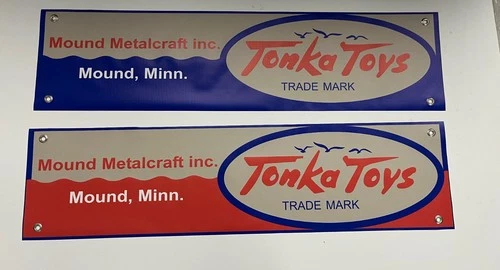 Mound Metalcraft inc.
Mound, Minn.
Tonka Toys
TRADE MARK
Mound Metalcraft inc.
Mound, Minn.
Tonka Toys
TRADE MARK